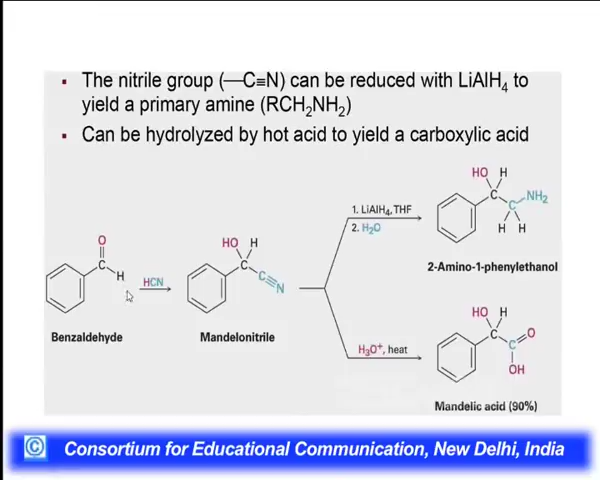 ▪ The nitrile group (—C≡N) can be reduced with LiAlH₄ to
yield a primary amine (RCH₂NH₂)
▪ Can be hydrolyzed by hot acid to yield a carboxylic acid
HO H
C NH₂
C
H H
1. LiAlH₄, THF
2. H₂O
2-Amino-1-phenylethanol
O
C
H
HCN
HO H
C
C≡N
Benzaldehyde
Mandelonitrile
H₃O⁺, heat
HO H
C O
C
OH
Mandelic acid (90%)
© Consortium for Educational Communication, New Delhi, India